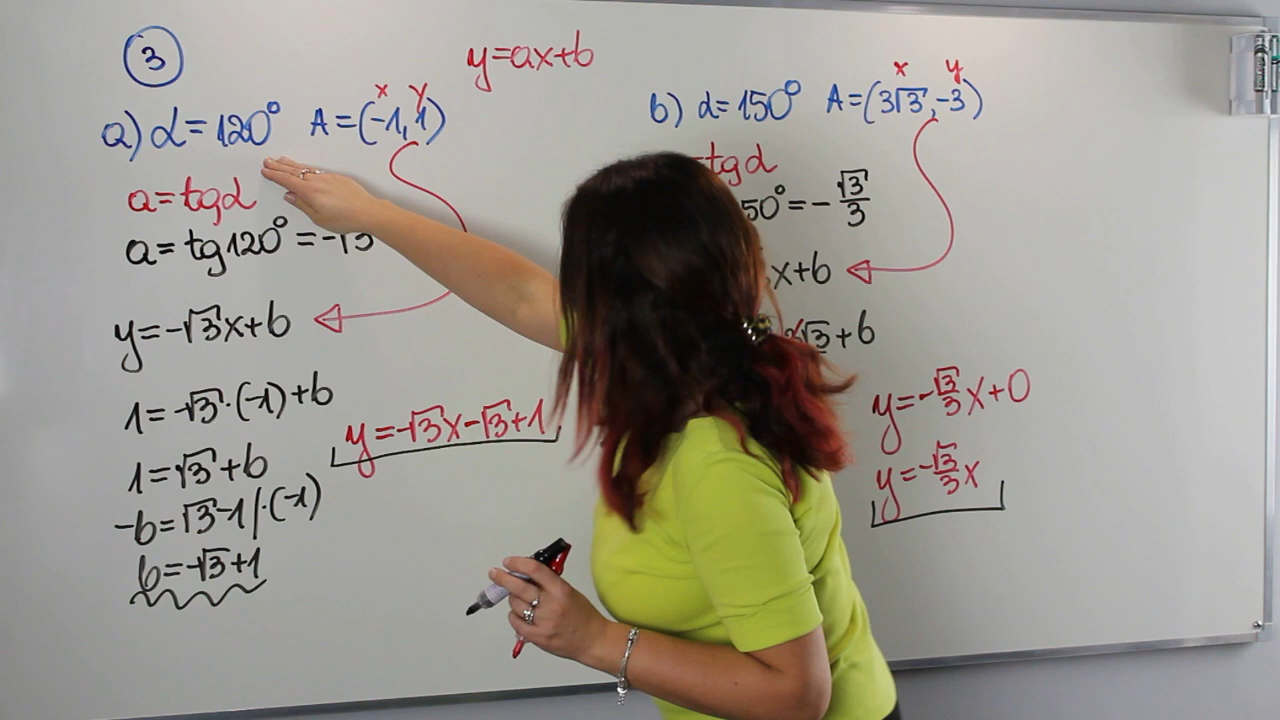 3
y=ax+b
a) α=120° A=(-1,1)
x y
a=tgα
a=tg120°=-√3
y=-√3x+b
1=-√3·(-1)+b
1=√3+b
-b=√3-1/·(-1)
b=-√3+1
y=-√3x-√3+1
b) α=150° A=(3√3,-3)
x y
=tgα
50°=-√3/3
x+b
√3+b
y=-√3/3x+0
y=-√3/3x